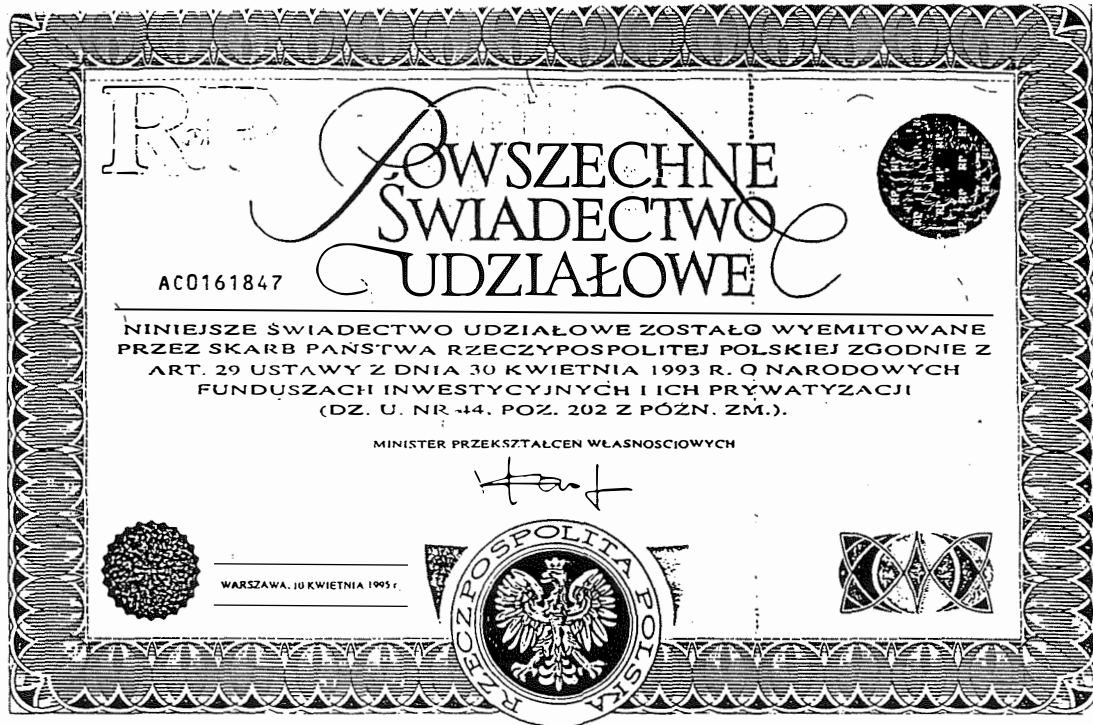 RP
POWSZECHNE
ŚWIADECTWO
UDZIAŁOWE
AC0161847
NINIEJSZE ŚWIADECTWO UDZIAŁOWE ZOSTAŁO WYEMITOWANE
PRZEZ SKARB PAŃSTWA RZECZYPOSPOLITEJ POLSKIEJ ZGODNIE Z
ART. 29 USTAWY Z DNIA 30 KWIETNIA 1993 R. O NARODOWYCH
FUNDUSZACH INWESTYCYJNYCH I ICH PRYWATYZACJI
(DZ. U. NR 44, POZ. 202 Z PÓŹN. ZM.).
MINISTER PRZEKSZTAŁCEŃ WŁASNOŚCIOWYCH
WARSZAWA, 10 KWIETNIA 1995 r.
RZECZPOSPOLITA POLSKA